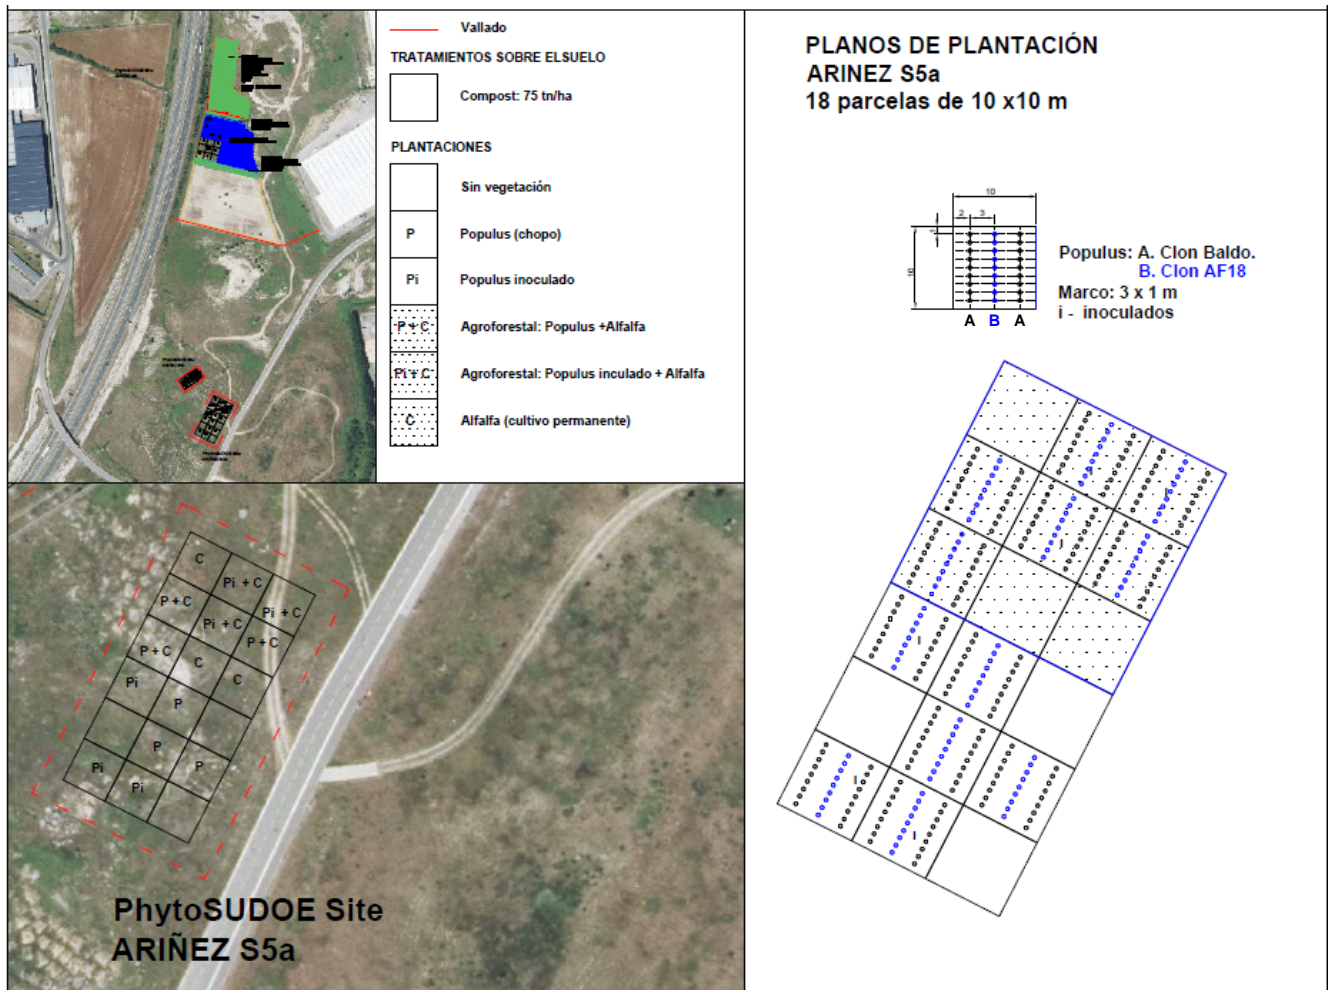 Vallado
TRATAMIENTOS SOBRE ELSUELO
Compost: 75 tn/ha
PLANTACIONES
Sin vegetación
P
Populus (chopo)
Pi
Populus inoculado
P + C
Agroforestal: Populus +Alfalfa
Pi + C
Agroforestal: Populus inculado + Alfalfa
C
Alfalfa (cultivo permanente)
PLANOS DE PLANTACIÓN
ARINEZ S5a
18 parcelas de 10 x10 m
10
2
3
1
10
A
B
A
Populus: A. Clon Baldo.
B. Clon AF18
Marco: 3 x 1 m
i - inoculados
I
I
I
I
I
I
C
Pi + C
Pi + C
P + C
Pi + C
P + C
P + C
C
C
Pi
P
P
P
Pi
Pi
PhytoSUDOE Site
ARIÑEZ S5a